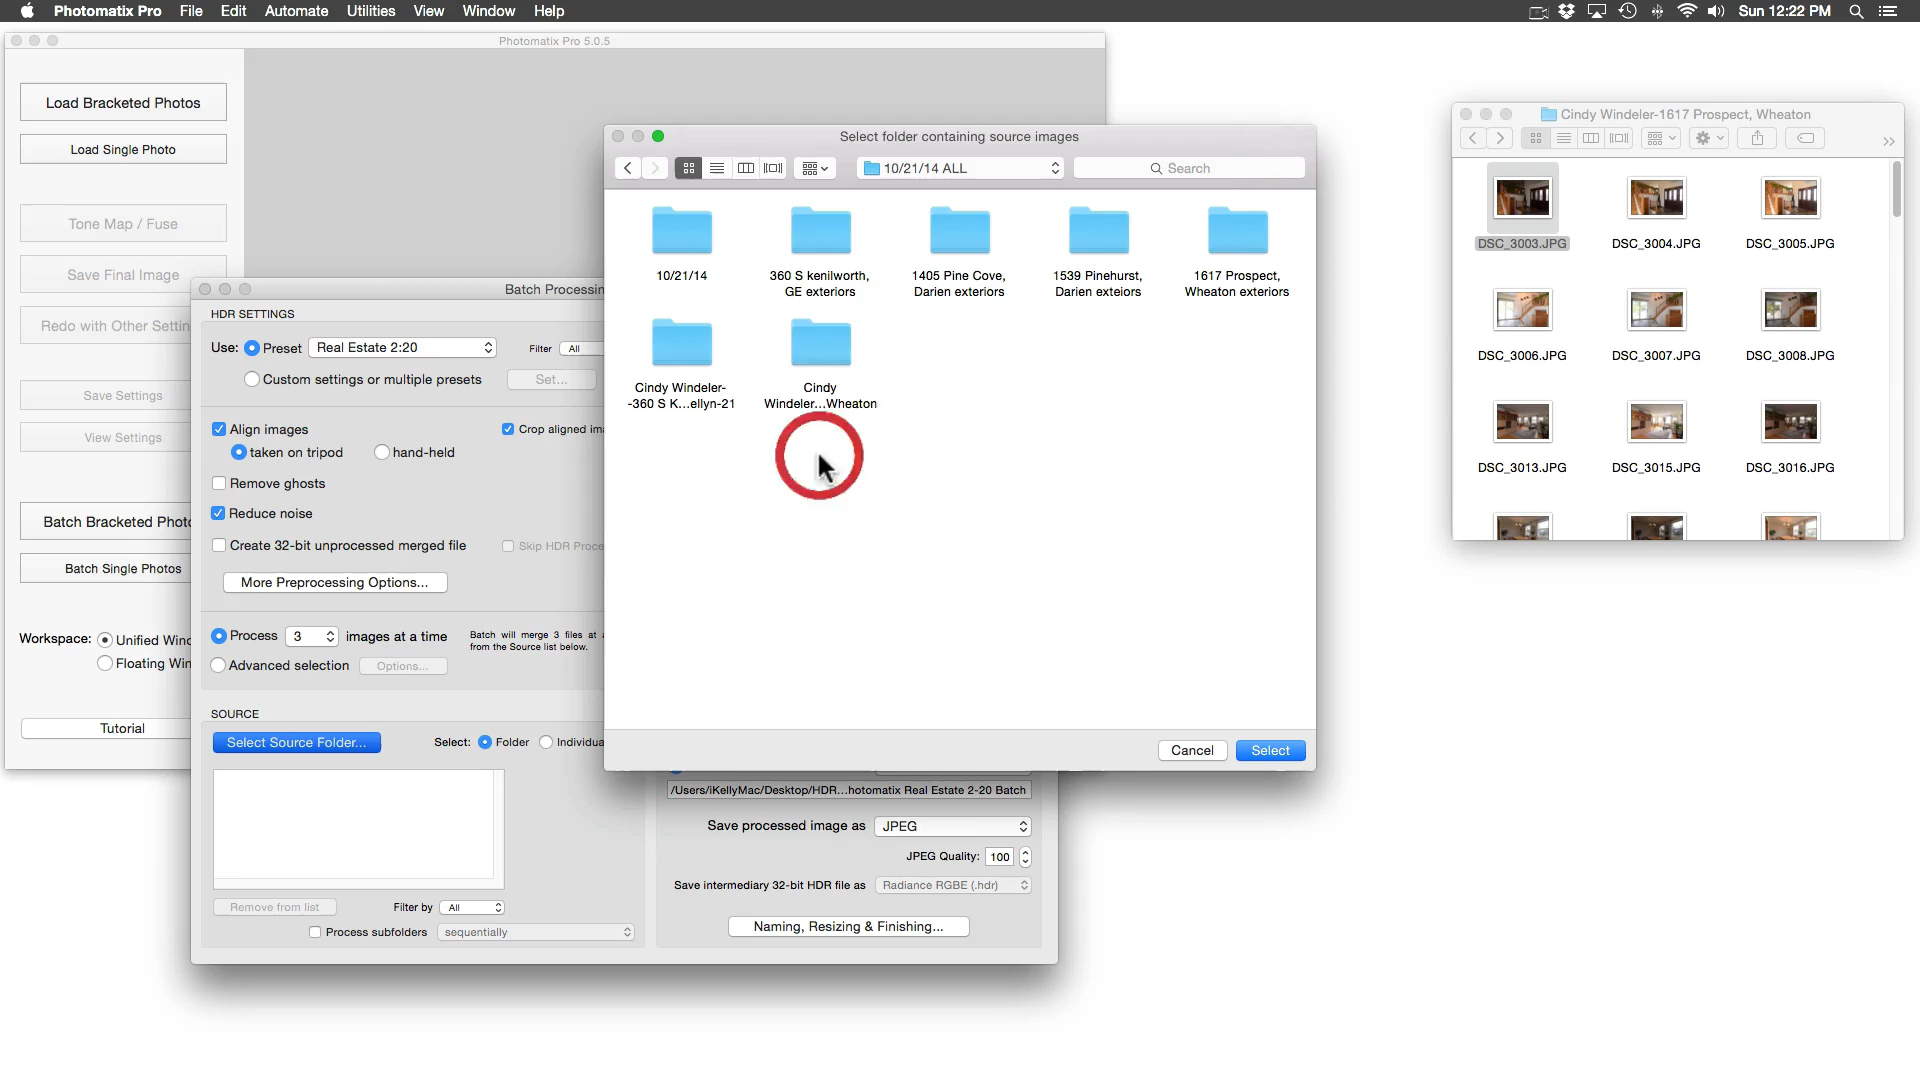 Photomatix Pro File Edit Automate Utilities View Window Help
Sun 12:22 PM
Photomatix Pro 5.0.5
Load Bracketed Photos
Load Single Photo
Tone Map / Fuse
Save Final Image
Redo with Other Settin
Save Settings
View Settings
Batch Bracketed Phot
Batch Single Photos
Workspace:
Unified Wind
Floating Win
Tutorial
Batch Processin
HDR SETTINGS
Use: Preset Real Estate 2:20 Filter All
Custom settings or multiple presets Set...
Align images Crop aligned ima
taken on tripod hand-held
Remove ghosts
Reduce noise
Create 32-bit unprocessed merged file Skip HDR Proce
More Preprocessing Options...
Process 3 images at a time
Batch will merge 3 files at a
from the Source list below.
Advanced selection Options...
SOURCE
Select Source Folder... Select: Folder Individua
Remove from list Filter by All
Process subfolders sequentially
/Users/iKellyMac/Desktop/HDR...hotomatix Real Estate 2-20 Batch
Save processed image as JPEG
JPEG Quality: 100
Save intermediary 32-bit HDR file as Radiance RGBE (.hdr)
Naming, Resizing & Finishing...
Select folder containing source images
10/21/14 ALL
Search
10/21/14
360 S kenilworth,
GE exteriors
1405 Pine Cove,
Darien exteriors
1539 Pinehurst,
Darien exteiors
1617 Prospect,
Wheaton exteriors
Cindy Windeler-
-360 S K...ellyn-21
Cindy
Windeler...Wheaton
Cancel Select
Cindy Windeler-1617 Prospect, Wheaton
DSC_3003.JPG DSC_3004.JPG DSC_3005.JPG
DSC_3006.JPG DSC_3007.JPG DSC_3008.JPG
DSC_3013.JPG DSC_3015.JPG DSC_3016.JPG